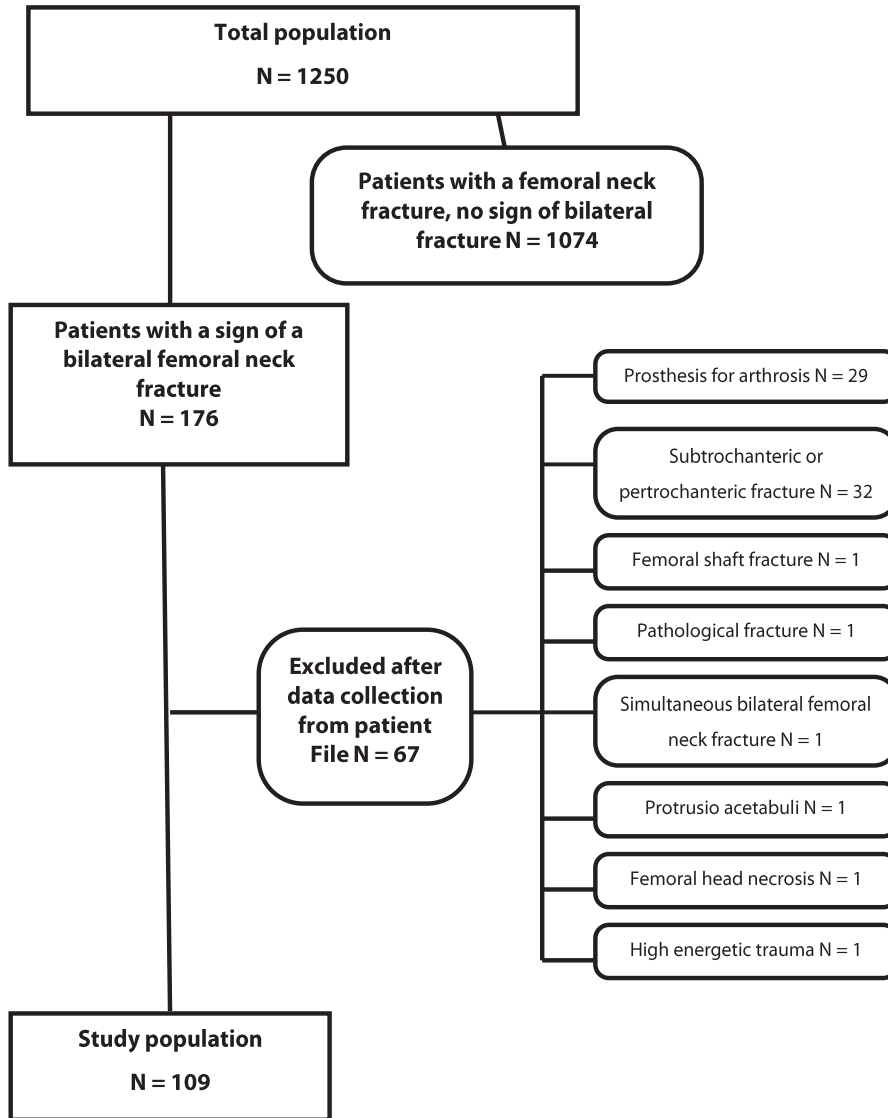 Total population
N = 1250
Patients with a femoral neck
fracture, no sign of bilateral
fracture N = 1074
Patients with a sign of a
bilateral femoral neck
fracture
N = 176
Prosthesis for arthrosis N = 29
Subtrochanteric or
pertrochanteric fracture N = 32
Femoral shaft fracture N = 1
Pathological fracture N = 1
Excluded after
data collection
from patient
File N = 67
Simultaneous bilateral femoral
neck fracture N = 1
Protrusio acetabuli N = 1
Femoral head necrosis N = 1
High energetic trauma N = 1
Study population
N = 109